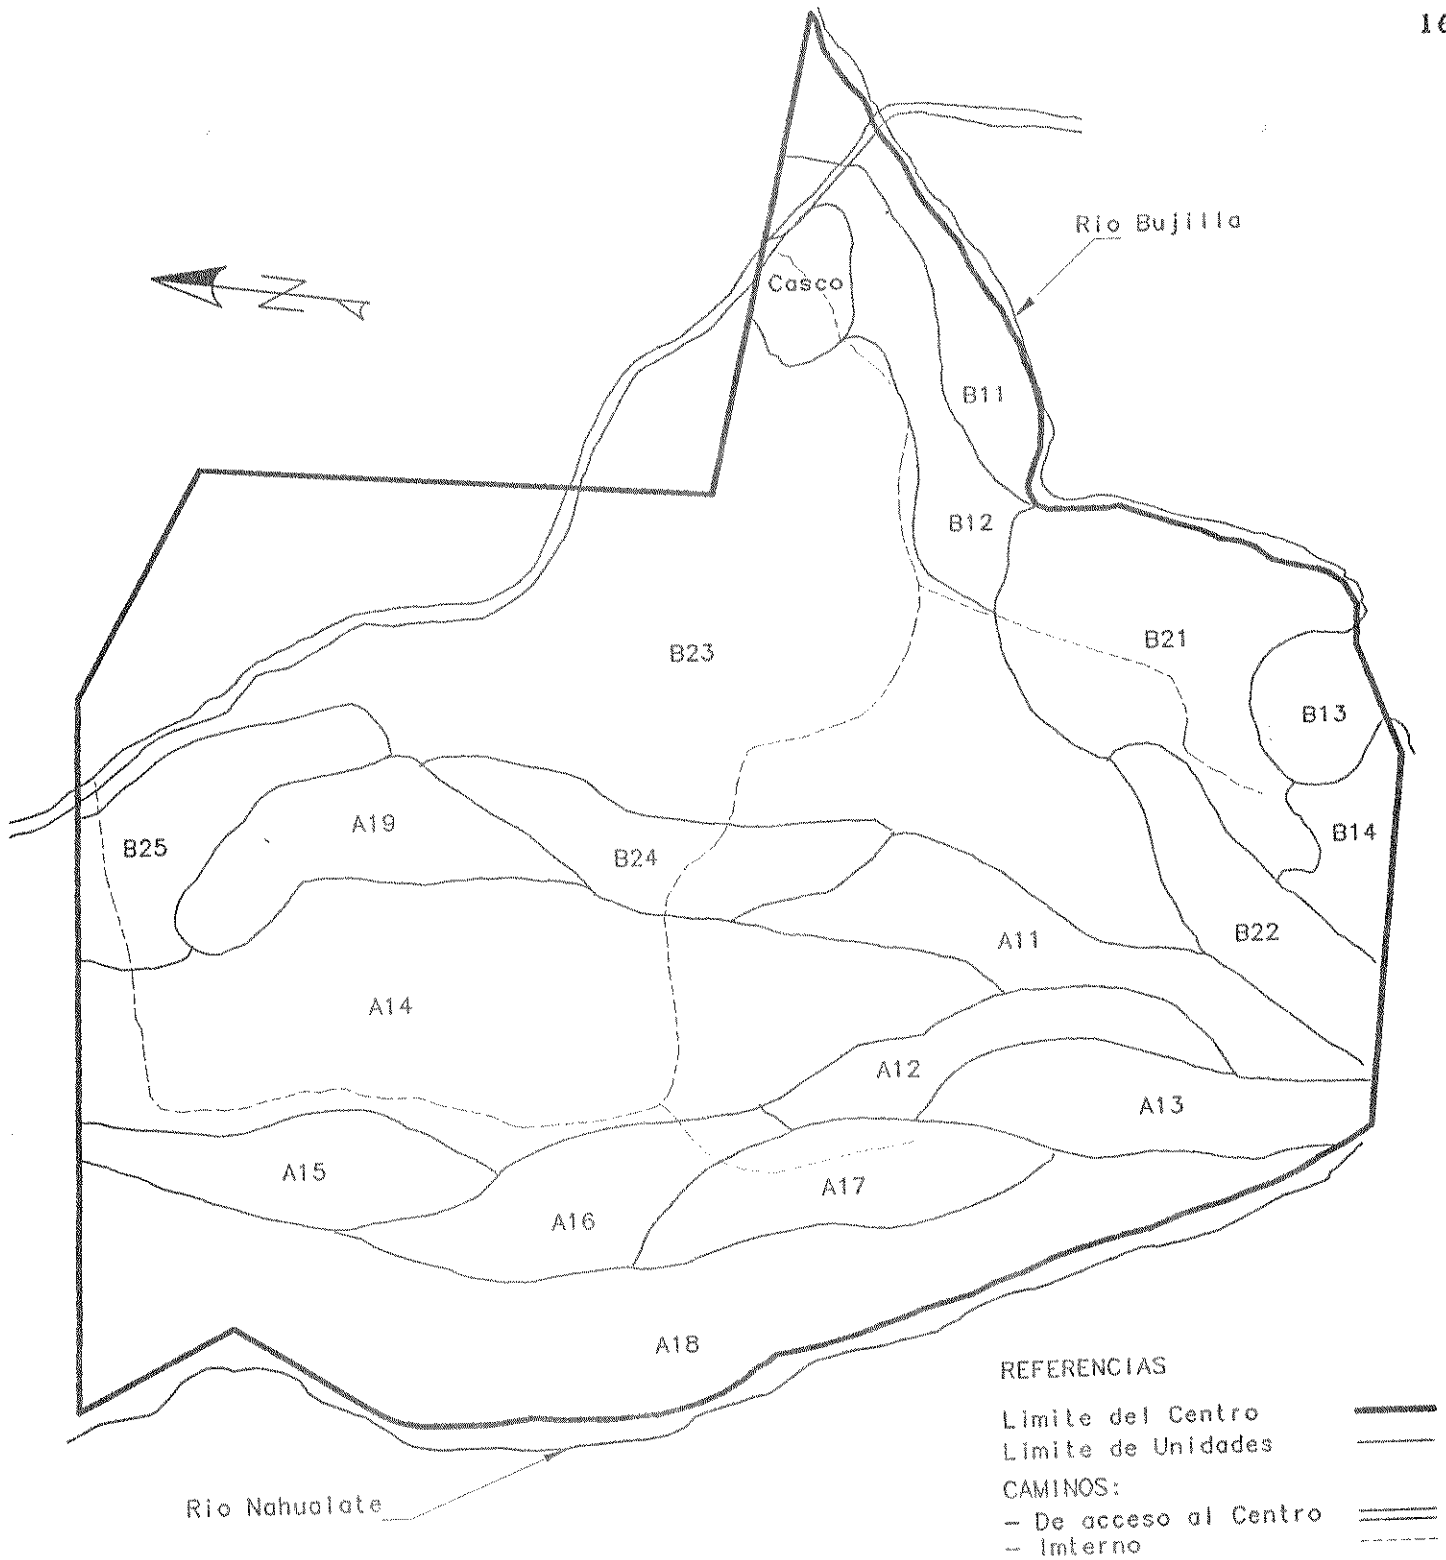 16
Rio Bujilla
N
Casco
B11
B12
B23
B21
B13
B25
A19
B24
B14
A11
B22
A14
A12
A13
A15
A17
A16
A18
Rio Nahualate
REFERENCIAS
Limite del Centro
Limite de Unidades
CAMINOS:
- De acceso al Centro
- Imterno